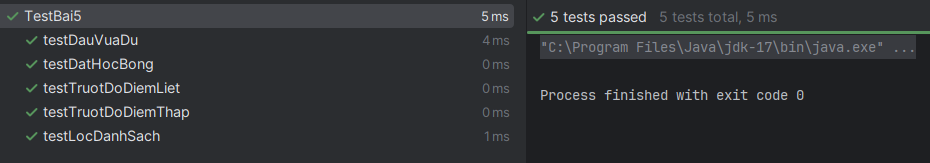 TestBai5 5 ms
testDauVuaDu 4 ms
testDatHocBong 0 ms
testTruotDoDiemLiet 0 ms
testTruotDoDiemThap 0 ms
testLocDanhSach 1 ms
5 tests passed 5 tests total, 5 ms
"C:\Program Files\Java\jdk-17\bin\java.exe" ...
Process finished with exit code 0